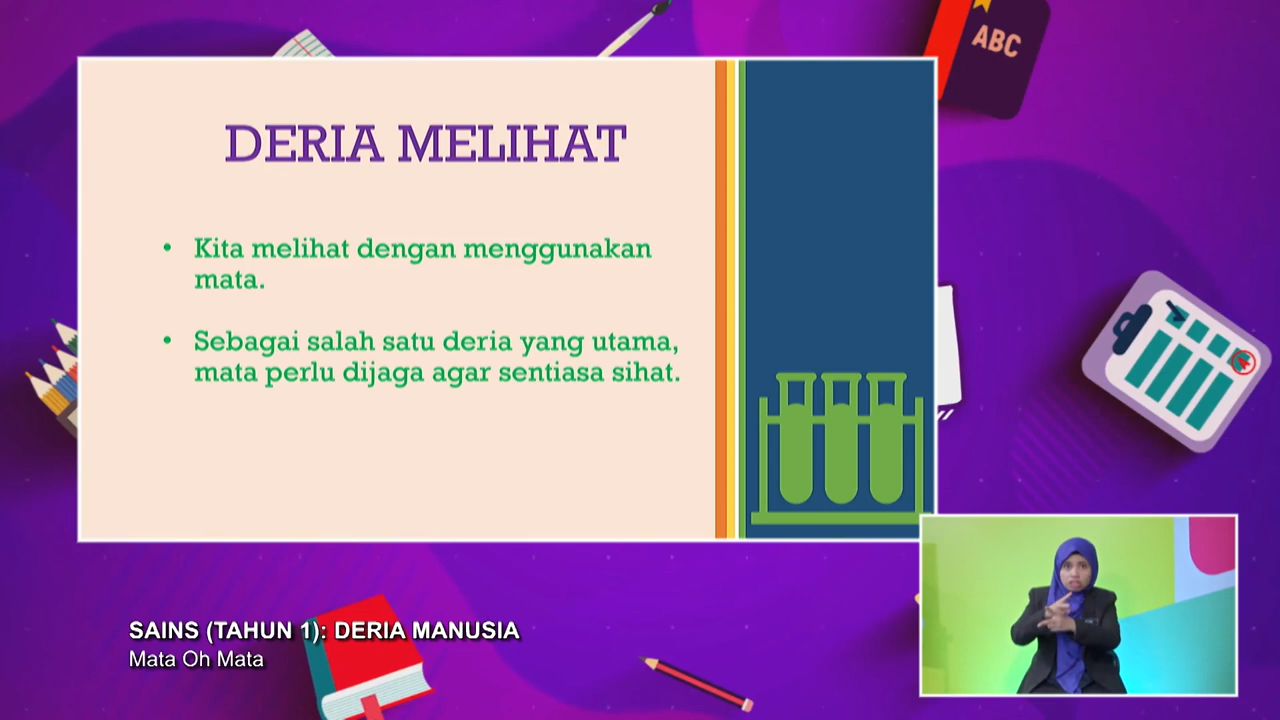 ABC
DERIA MELIHAT
• Kita melihat dengan menggunakan
mata.
• Sebagai salah satu deria yang utama,
mata perlu dijaga agar sentiasa sihat.
SAINS (TAHUN 1): DERIA MANUSIA
Mata Oh Mata